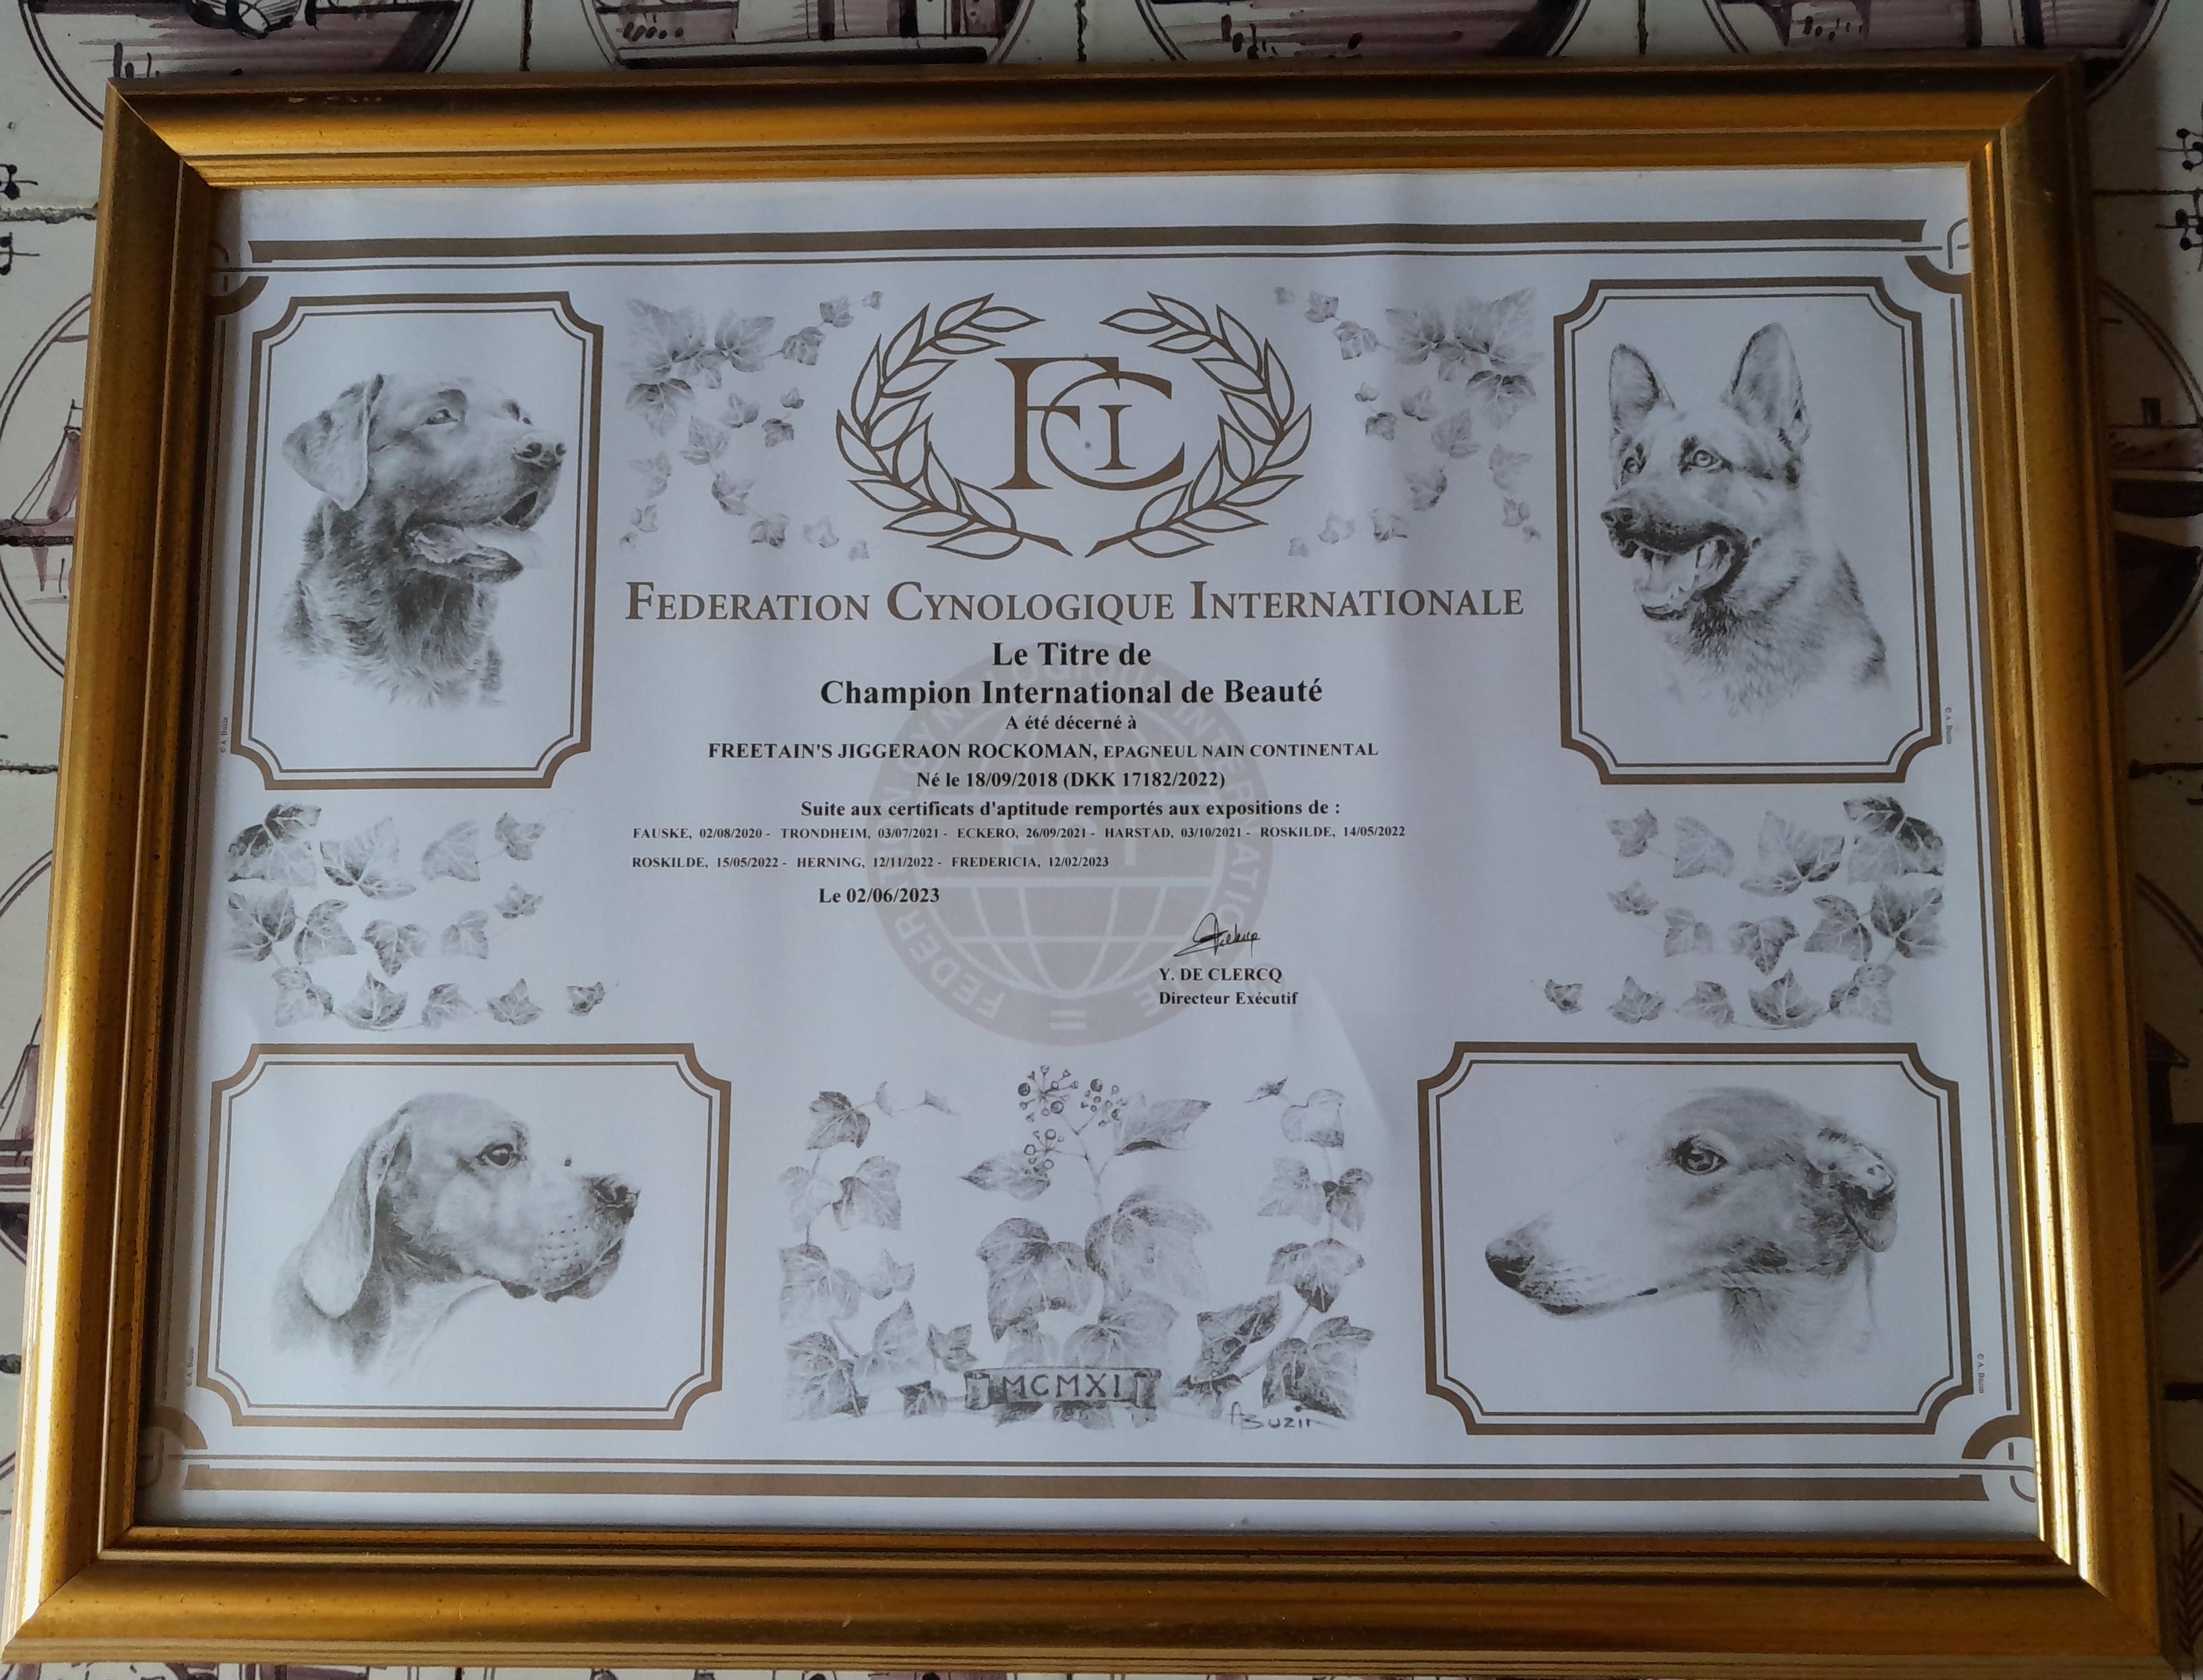 FCI
FEDERATION CYNOLOGIQUE INTERNATIONALE
Le Titre de
Champion International de Beauté
A été décerné à
FREETAIN'S JIGGERAON ROCKOMAN, EPAGNEUL NAIN CONTINENTAL
Né le 18/09/2018 (DKK 17182/2022)
Suite aux certificats d'aptitude remportés aux expositions de :
FAUSKE, 02/08/2020 - TRONDHEIM, 03/07/2021 - ECKERO, 26/09/2021 - HARSTAD, 03/10/2021 - ROSKILDE, 14/05/2022
ROSKILDE, 15/05/2022 - HERNING, 12/11/2022 - FREDERICIA, 12/02/2023
Le 02/06/2023
Y. DE CLERCQ
Directeur Exécutif
MCMXI
ABuzin
© A. Buzin
© A. Buzin
© A. Buzin